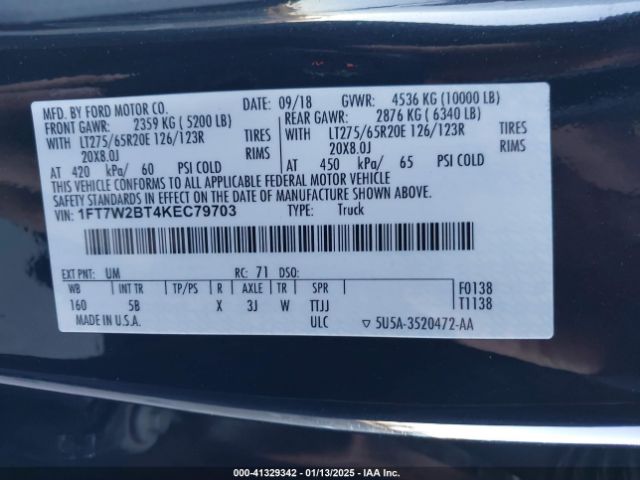 MFD. BY FORD MOTOR CO. DATE: 09/18 GVWR: 4536 KG (10000 LB)
FRONT GAWR: 2359 KG ( 5200 LB) REAR GAWR: 2876 KG ( 6340 LB)
WITH LT275/65R20E 126/123R TIRES WITH LT275/65R20E 126/123R TIRES
20X8.0J RIMS 20X8.0J RIMS
AT 420 kPa/ 60 PSI COLD AT 450 kPa/ 65 PSI COLD
THIS VEHICLE CONFORMS TO ALL APPLICABLE FEDERAL MOTOR VEHICLE
SAFETY STANDARDS IN EFFECT ON THE DATE OF MANUFACTURE SHOWN ABOVE.
VIN: 1FT7W2BT4KEC79703 TYPE: Truck
EXT PNT: UM RC: 71 DSO:
WB INT TR TP/PS R AXLE TR SPR F0138
160 5B X 3J W TTJJ T1138
MADE IN U.S.A. ULC ▽ 5U5A-3520472-AA
000-41329342 | 01/13/2025 | IAA Inc.